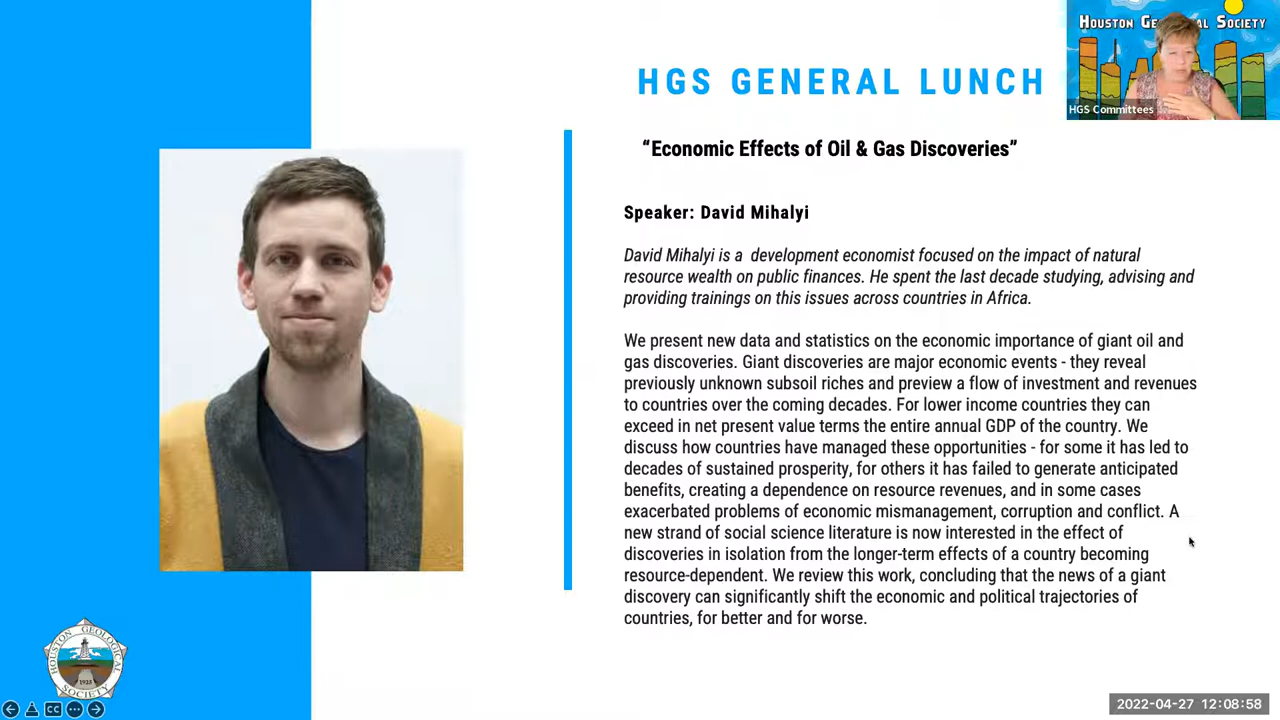 HOUSTON GE AL SOCIETY
HGS Committees
HGS GENERAL LUNCH
“Economic Effects of Oil & Gas Discoveries”
Speaker: David Mihalyi
David Mihalyi is a development economist focused on the impact of natural
resource wealth on public finances. He spent the last decade studying, advising and
providing trainings on this issues across countries in Africa.
We present new data and statistics on the economic importance of giant oil and
gas discoveries. Giant discoveries are major economic events - they reveal
previously unknown subsoil riches and preview a flow of investment and revenues
to countries over the coming decades. For lower income countries they can
exceed in net present value terms the entire annual GDP of the country. We
discuss how countries have managed these opportunities - for some it has led to
decades of sustained prosperity, for others it has failed to generate anticipated
benefits, creating a dependence on resource revenues, and in some cases
exacerbated problems of economic mismanagement, corruption and conflict. A
new strand of social science literature is now interested in the effect of
discoveries in isolation from the longer-term effects of a country becoming
resource-dependent. We review this work, concluding that the news of a giant
discovery can significantly shift the economic and political trajectories of
countries, for better and for worse.
HOUSTON GEOLOGICAL
SOCIETY
1923
CC
2022-04-27 12:08:58